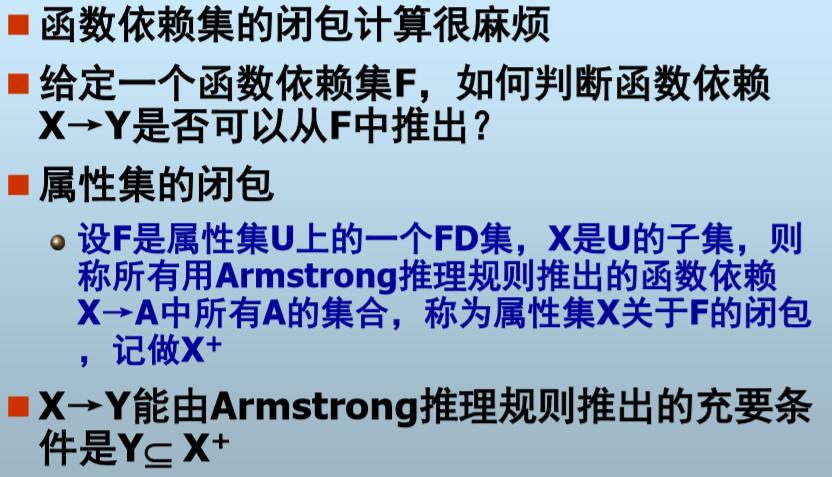 函数依赖集的闭包计算很麻烦
给定一个函数依赖集F，如何判断函数依赖
X→Y是否可以从F中推出？
属性集的闭包
设F是属性集U上的一个FD集，X是U的子集，则
称所有用Armstrong推理规则推出的函数依赖
X→A中所有A的集合，称为属性集X关于F的闭包
，记做X⁺
X→Y能由Armstrong推理规则推出的充要条
件是Y⊆ X⁺